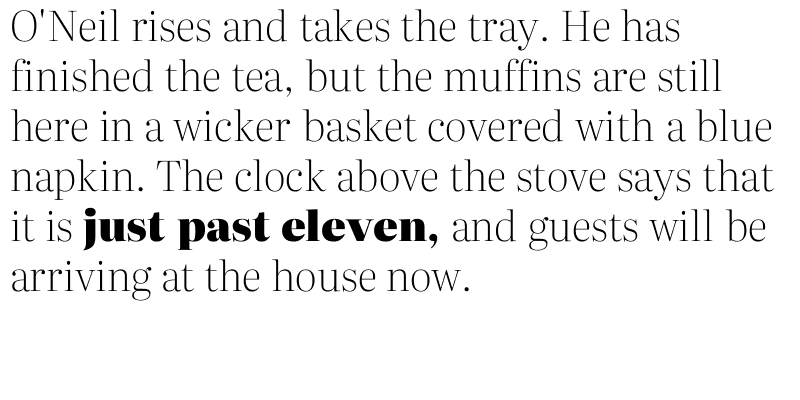 O'Neil rises and takes the tray. He has
finished the tea, but the muffins are still
here in a wicker basket covered with a blue
napkin. The clock above the stove says that
it is just past eleven, and guests will be
arriving at the house now.